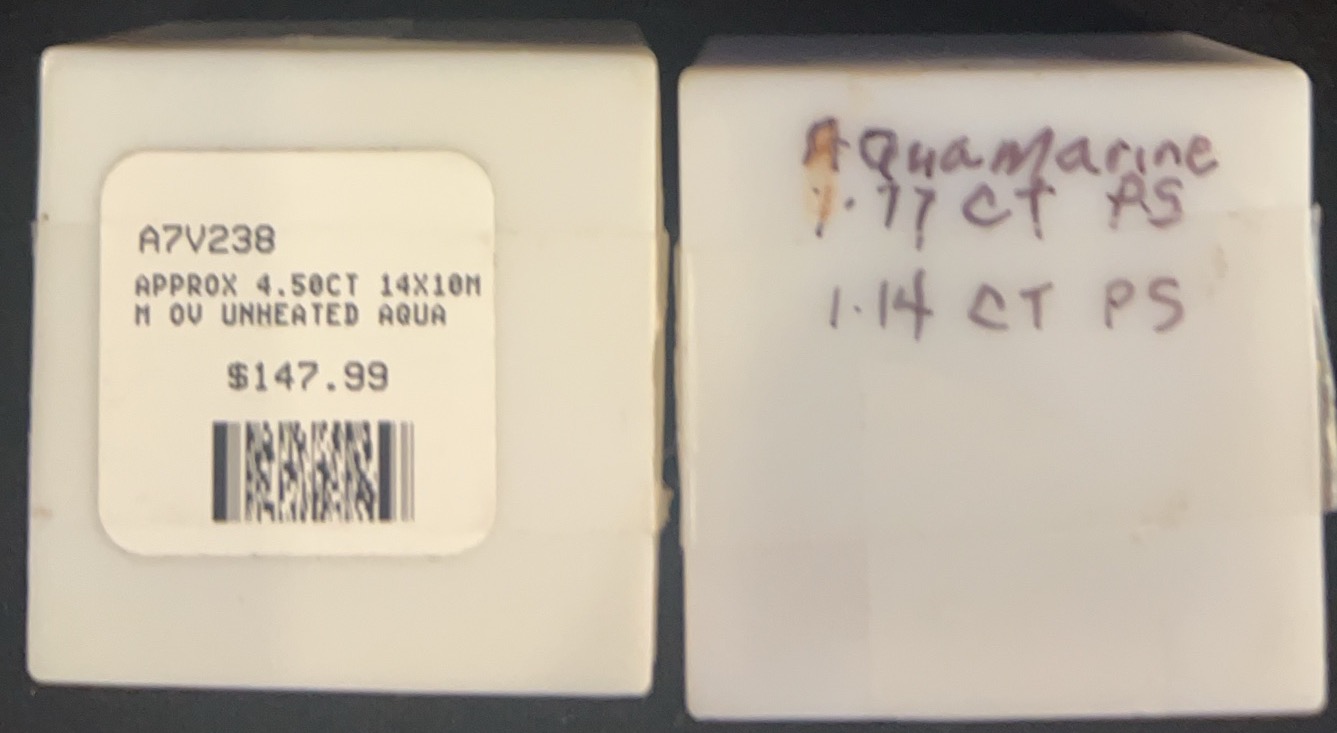 A7V238
APPROX 4.50CT 14X10M
M OV UNHEATED AQUA
$147.99
AQuaMarine
1.77 CT PS
1.14 CT PS